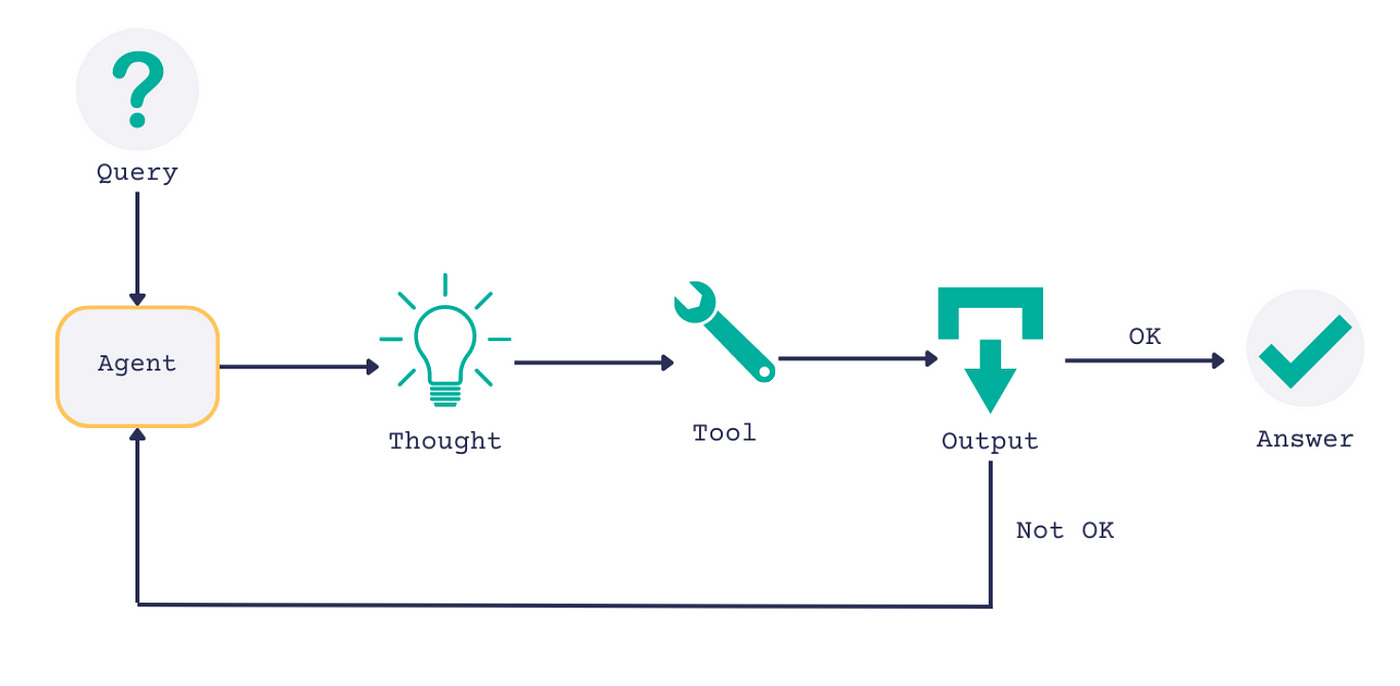 Query
Agent
Thought
Tool
Output
OK
Answer
Not OK